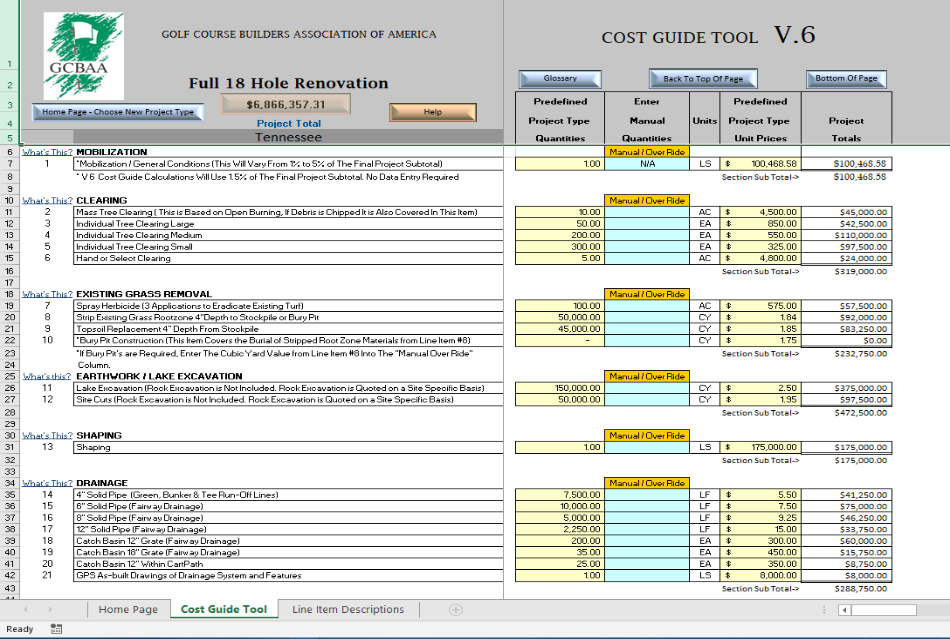 GOLF COURSE BUILDERS ASSOCIATION OF AMERICA
COST GUIDE TOOL V.6
GCBAA
Full 18 Hole Renovation
Glossary Back To Top Of Page Bottom Of Page
Home Page - Choose New Project Type $6,866,357.31 Help
Project Total
Tennessee
Predefined Enter Predefined
Project Type Manual Units Project Type Project
Quantities Quantities Unit Prices Totals
1
2
3
4
5
6 What's This? MOBILIZATION Manual / Over Ride
7 1 *Mobilization / General Conditions (This Will Vary From 1% to 5% of The Final Project Subtotal) 1.00 N/A LS $ 100,468.58 $100,468.58
8 * V 6 Cost Guide Calculations Will Use 1.5% of The Final Project Subtotal. No Data Entry Required Section Sub Total-> $100,468.58
9
10 What's This? CLEARING Manual / Over Ride
11 2 Mass Tree Clearing ( This is Based on Open Burning, If Debris is Chipped It is Also Covered In This Item) 10.00 AC $ 4,500.00 $45,000.00
12 3 Individual Tree Clearing Large 50.00 EA $ 850.00 $42,500.00
13 4 Individual Tree Clearing Medium 200.00 EA $ 550.00 $110,000.00
14 5 Individual Tree Clearing Small 300.00 EA $ 325.00 $97,500.00
15 6 Hand or Select Clearing 5.00 AC $ 4,800.00 $24,000.00
16 Section Sub Total-> $319,000.00
17
18 What's This? EXISTING GRASS REMOVAL Manual / Over Ride
19 7 Spray Herbicide (3 Applications to Eradicate Existing Turf) 100.00 AC $ 575.00 $57,500.00
20 8 Strip Existing Grass Rootzone 4"Depth to Stockpile or Bury Pit 50,000.00 CY $ 1.84 $92,000.00
21 9 Topsoil Replacement 4" Depth From Stockpile 45,000.00 CY $ 1.85 $83,250.00
22 10 *Bury Pit Construction (This Item Covers the Burial of Stripped Root Zone Materials from Line Item #8) - CY $ 1.75 $0.00
23 *If Bury Pit's are Required, Enter The Cubic Yard Value from Line Item #8 Into The "Manual Over Ride" Section Sub Total-> $232,750.00
24 Column.
25 What's this? EARTHWORK / LAKE EXCAVATION Manual / Over Ride
26 11 Lake Excavation (Rock Excavation is Not Included. Rock Excavation is Quoted on a Site Specific Basis) 150,000.00 CY $ 2.50 $375,000.00
27 12 Site Cuts (Rock Excavation is Not Included. Rock Excavation is Quoted on a Site Specific Basis) 50,000.00 CY $ 1.95 $97,500.00
28 Section Sub Total-> $472,500.00
29
30 What's This? SHAPING Manual / Over Ride
31 13 Shaping 1.00 LS $ 175,000.00 $175,000.00
32 Section Sub Total-> $175,000.00
33
34 What's This? DRAINAGE Manual / Over Ride
35 14 4" Solid Pipe (Green, Bunker & Tee Run-Off Lines) 7,500.00 LF $ 5.50 $41,250.00
36 15 6" Solid Pipe (Fairway Drainage) 10,000.00 LF $ 7.50 $75,000.00
37 16 8" Solid Pipe (Fairway Drainage) 5,000.00 LF $ 9.25 $46,250.00
38 17 12" Solid Pipe (Fairway Drainage) 2,250.00 LF $ 15.00 $33,750.00
39 18 Catch Basin 12" Grate (Fairway Drainage) 200.00 EA $ 300.00 $60,000.00
40 19 Catch Basin 18" Grate (Fairway Drainage) 35.00 EA $ 450.00 $15,750.00
41 20 Catch Basin 12" Within CartPath 25.00 EA $ 350.00 $8,750.00
42 21 GPS As-built Drawings of Drainage System and Features 1.00 LS $ 8,000.00 $8,000.00
43 Section Sub Total-> $288,750.00
Home Page Cost Guide Tool Line Item Descriptions
Ready